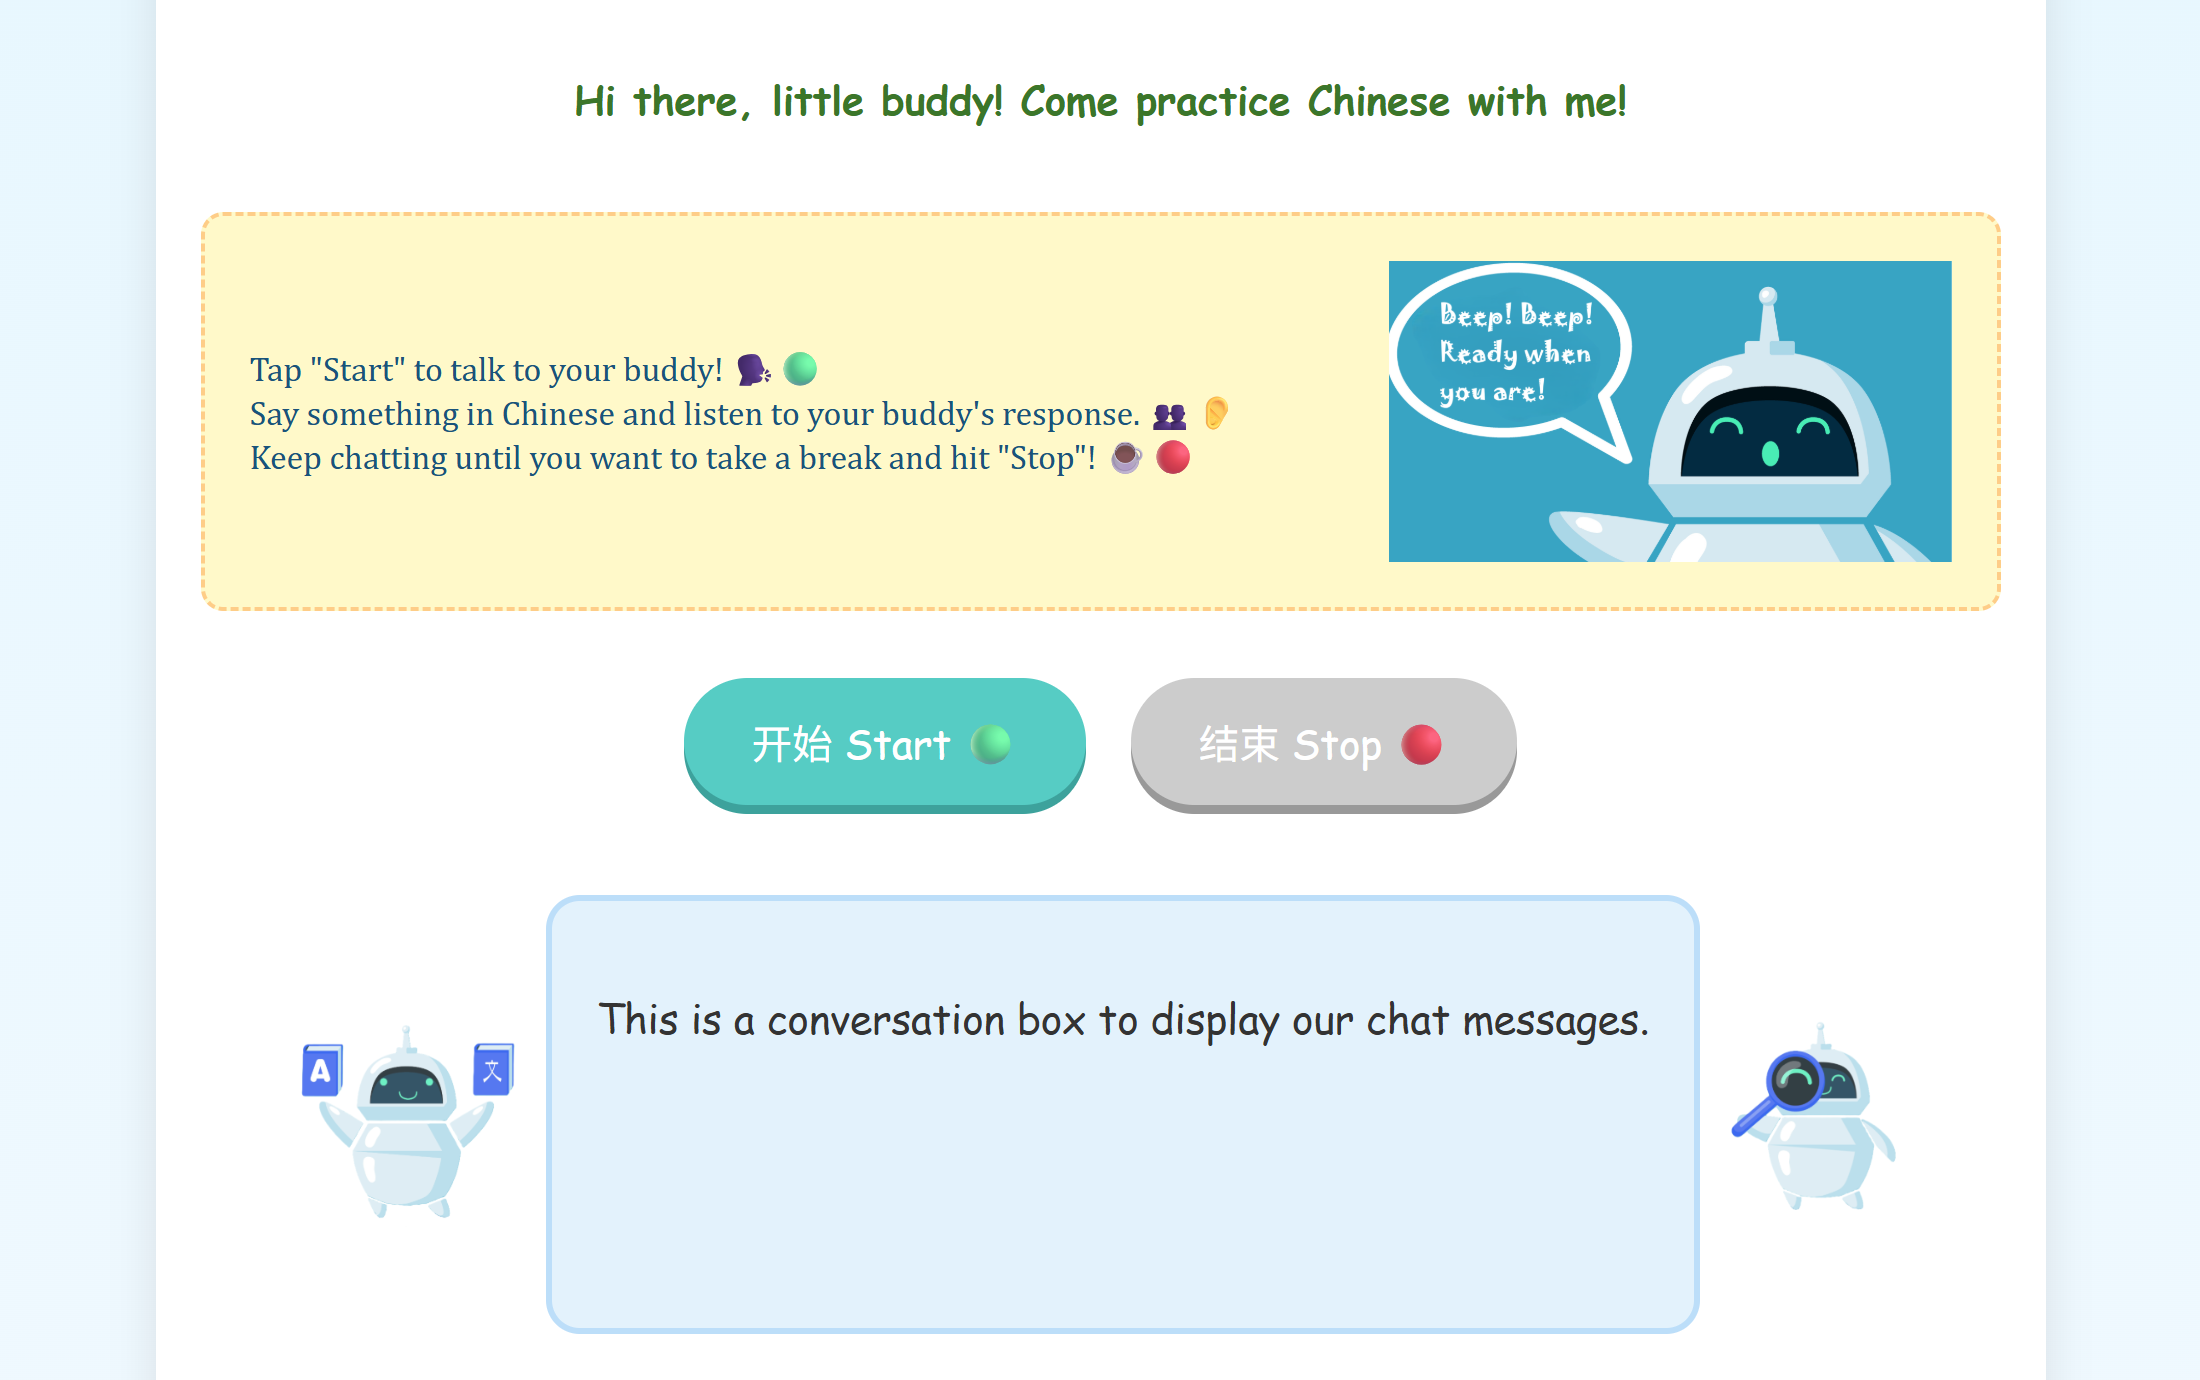 Hi there, little buddy! Come practice Chinese with me!
Tap "Start" to talk to your buddy! 🗣️ 🟢
Say something in Chinese and listen to your buddy's response. 👥 👂
Keep chatting until you want to take a break and hit "Stop"! ☕ 🔴
Beep! Beep!
Ready when
you are!
开始 Start 🟢
结束 Stop 🔴
This is a conversation box to display our chat messages.
A
文